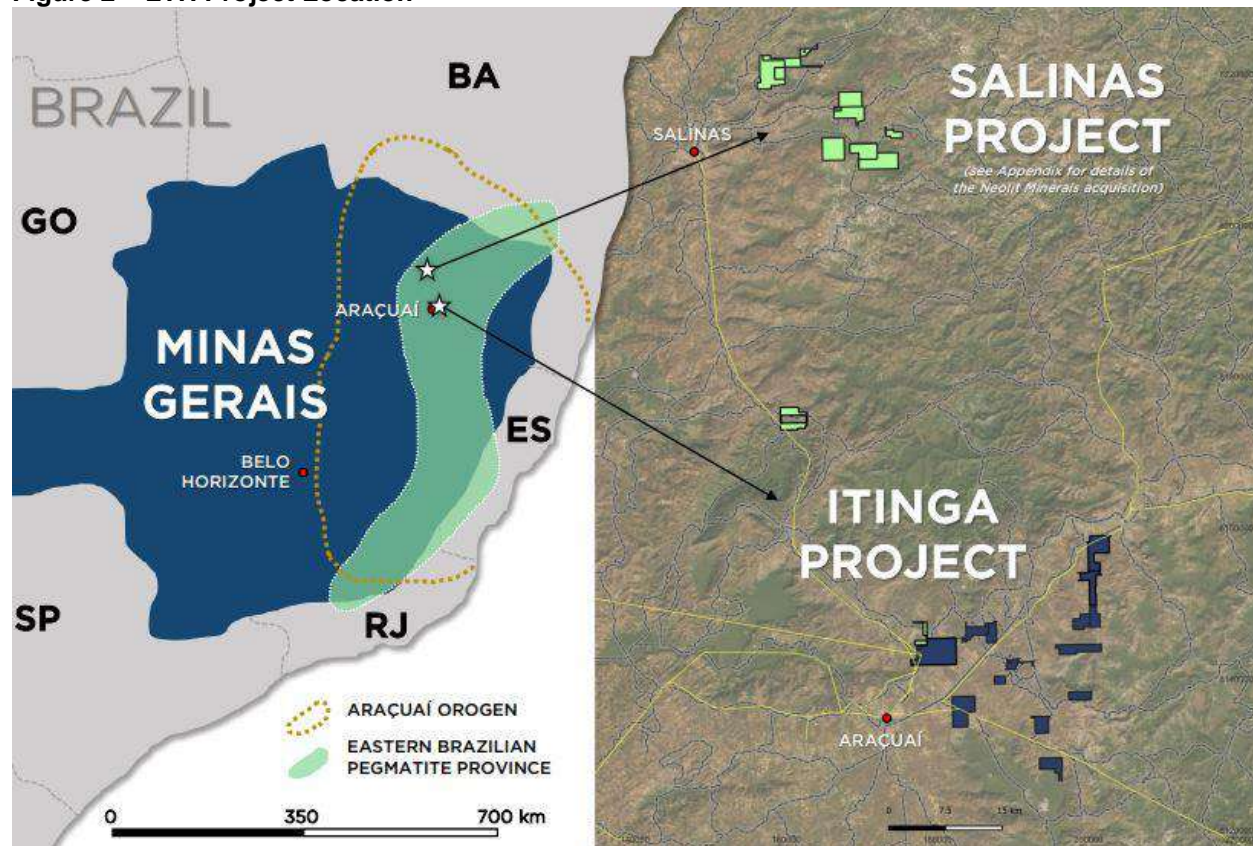 BRAZIL
BA
GO
ARAÇUAÍ
MINAS
GERAIS
ES
BELO
HORIZONTE
SP
RJ
ARAÇUAÍ OROGEN
EASTERN BRAZILIAN
PEGMATITE PROVINCE
0 350 700 km
SALINAS
SALINAS
PROJECT
(see Appendix for details of
the Neolit Minerais acquisition)
ITINGA
PROJECT
ARAÇUAÍ
0 7.5 15 km